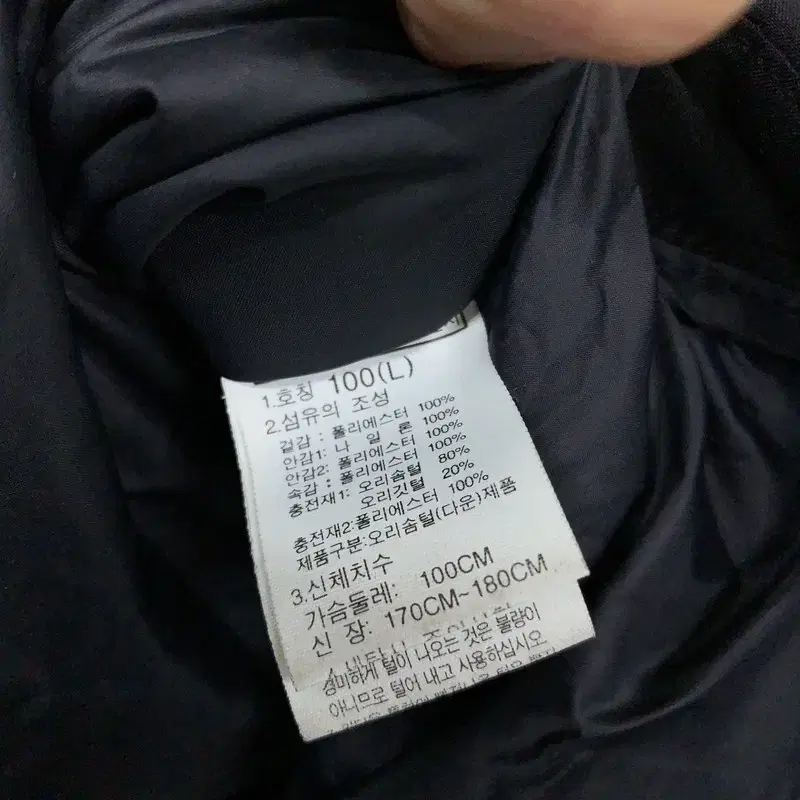 1.호칭 100(L)
2.섬유의 조성
겉감 : 폴리에스터 100%
안감1: 나 일 론 100%
안감2: 폴리에스터 100%
속감 : 폴리에스터 100%
충전재1: 오리솜털 80%
오리깃털 20%
충전재2:폴리에스터 100%
제품구분:오리솜털(다운)제품
3.신체치수
가슴둘레: 100CM
신 장: 170CM~180CM
경미하게 털이 나오는 것은 불량이
아니므로 털어 내고 사용하십시오